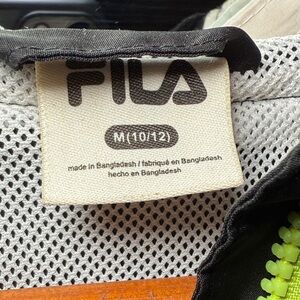 FILA
M(10/12)
made in Bangladesh / fabriqué en Bangladesh
hecho en Bangladesh